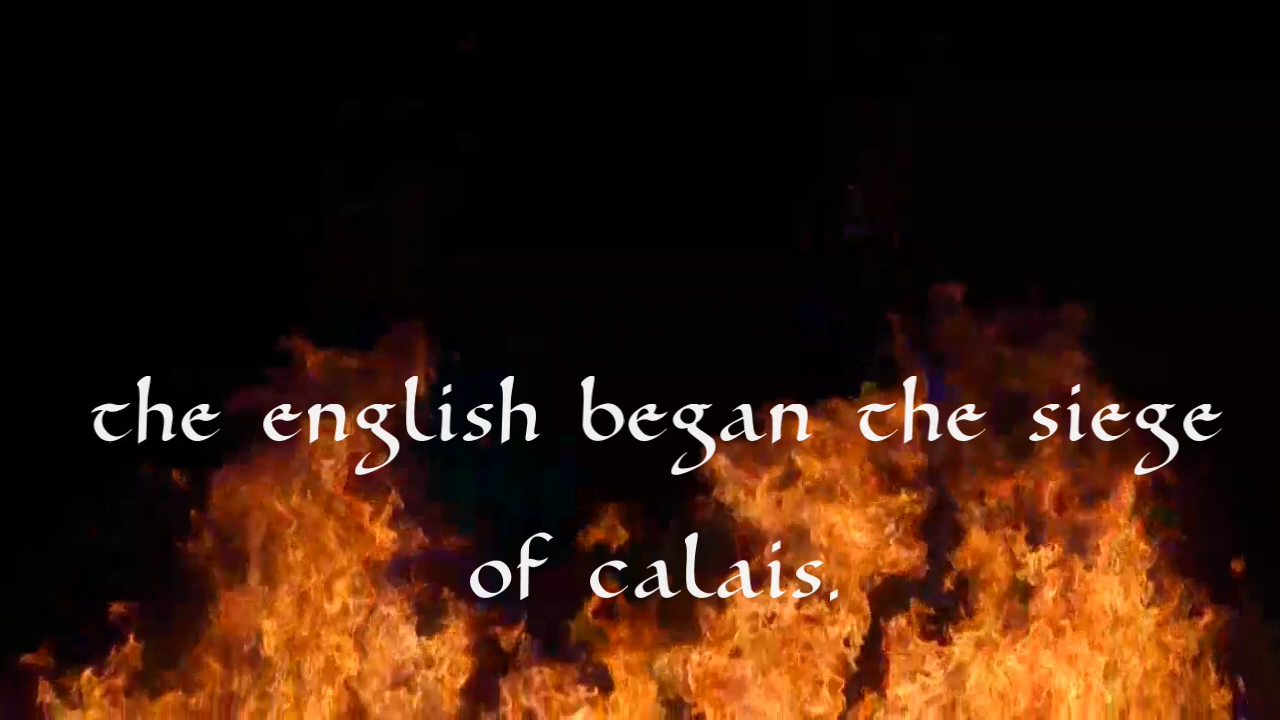 the english began the siege
of calais.